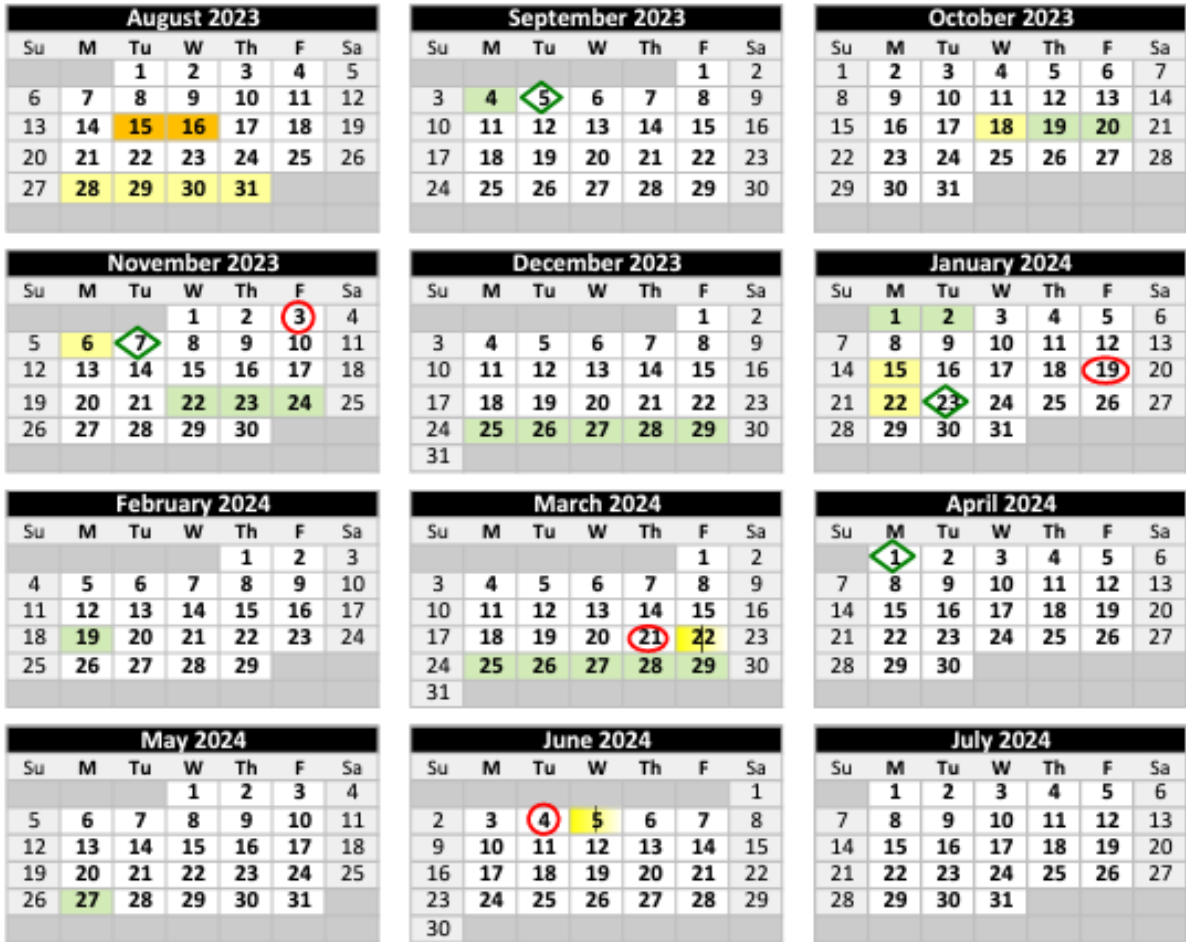 August 2023
Su M Tu W Th F Sa
1 2 3 4 5
6 7 8 9 10 11 12
13 14 15 16 17 18 19
20 21 22 23 24 25 26
27 28 29 30 31
September 2023
Su M Tu W Th F Sa
1 2
3 4 5 6 7 8 9
10 11 12 13 14 15 16
17 18 19 20 21 22 23
24 25 26 27 28 29 30
October 2023
Su M Tu W Th F Sa
1 2 3 4 5 6 7
8 9 10 11 12 13 14
15 16 17 18 19 20 21
22 23 24 25 26 27 28
29 30 31
November 2023
Su M Tu W Th F Sa
1 2 3 4
5 6 7 8 9 10 11
12 13 14 15 16 17 18
19 20 21 22 23 24 25
26 27 28 29 30
December 2023
Su M Tu W Th F Sa
1 2
3 4 5 6 7 8 9
10 11 12 13 14 15 16
17 18 19 20 21 22 23
24 25 26 27 28 29 30
31
January 2024
Su M Tu W Th F Sa
1 2 3 4 5 6
7 8 9 10 11 12 13
14 15 16 17 18 19 20
21 22 23 24 25 26 27
28 29 30 31
February 2024
Su M Tu W Th F Sa
1 2 3
4 5 6 7 8 9 10
11 12 13 14 15 16 17
18 19 20 21 22 23 24
25 26 27 28 29
March 2024
Su M Tu W Th F Sa
1 2
3 4 5 6 7 8 9
10 11 12 13 14 15 16
17 18 19 20 21 22 23
24 25 26 27 28 29 30
31
April 2024
Su M Tu W Th F Sa
1 2 3 4 5 6
7 8 9 10 11 12 13
14 15 16 17 18 19 20
21 22 23 24 25 26 27
28 29 30
May 2024
Su M Tu W Th F Sa
1 2 3 4
5 6 7 8 9 10 11
12 13 14 15 16 17 18
19 20 21 22 23 24 25
26 27 28 29 30 31
June 2024
Su M Tu W Th F Sa
1
2 3 4 5 6 7 8
9 10 11 12 13 14 15
16 17 18 19 20 21 22
23 24 25 26 27 28 29
30
July 2024
Su M Tu W Th F Sa
1 2 3 4 5 6
7 8 9 10 11 12 13
14 15 16 17 18 19 20
21 22 23 24 25 26 27
28 29 30 31